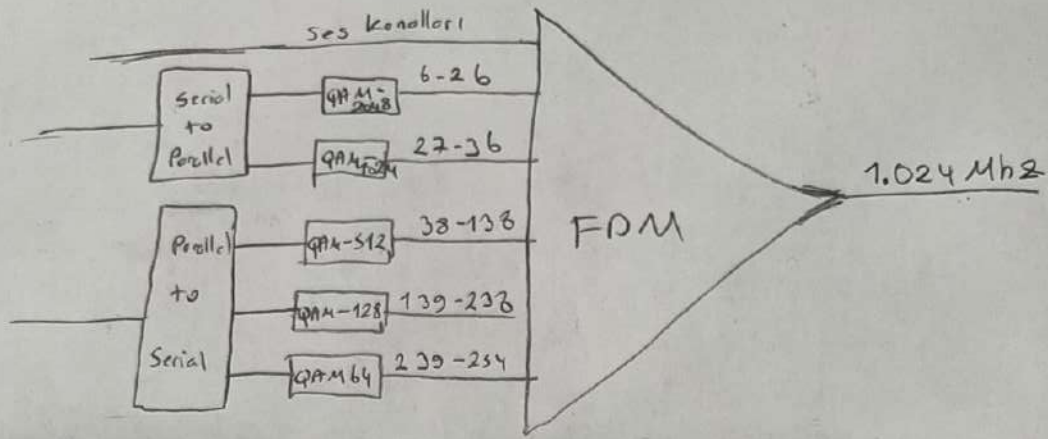 ses kanalları
Serial
to
Parallel
QAM-
2048
6-26
QAM-1024
27-36
1.024 Mhz
FDM
Parallel
to
Serial
QAM-512
38-138
QAM-128
139-238
QAM64
239-254